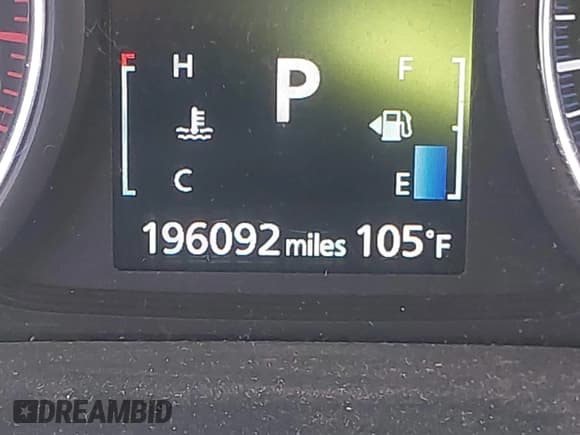 H P F
C E
196092 miles 105°F
DREAMBID